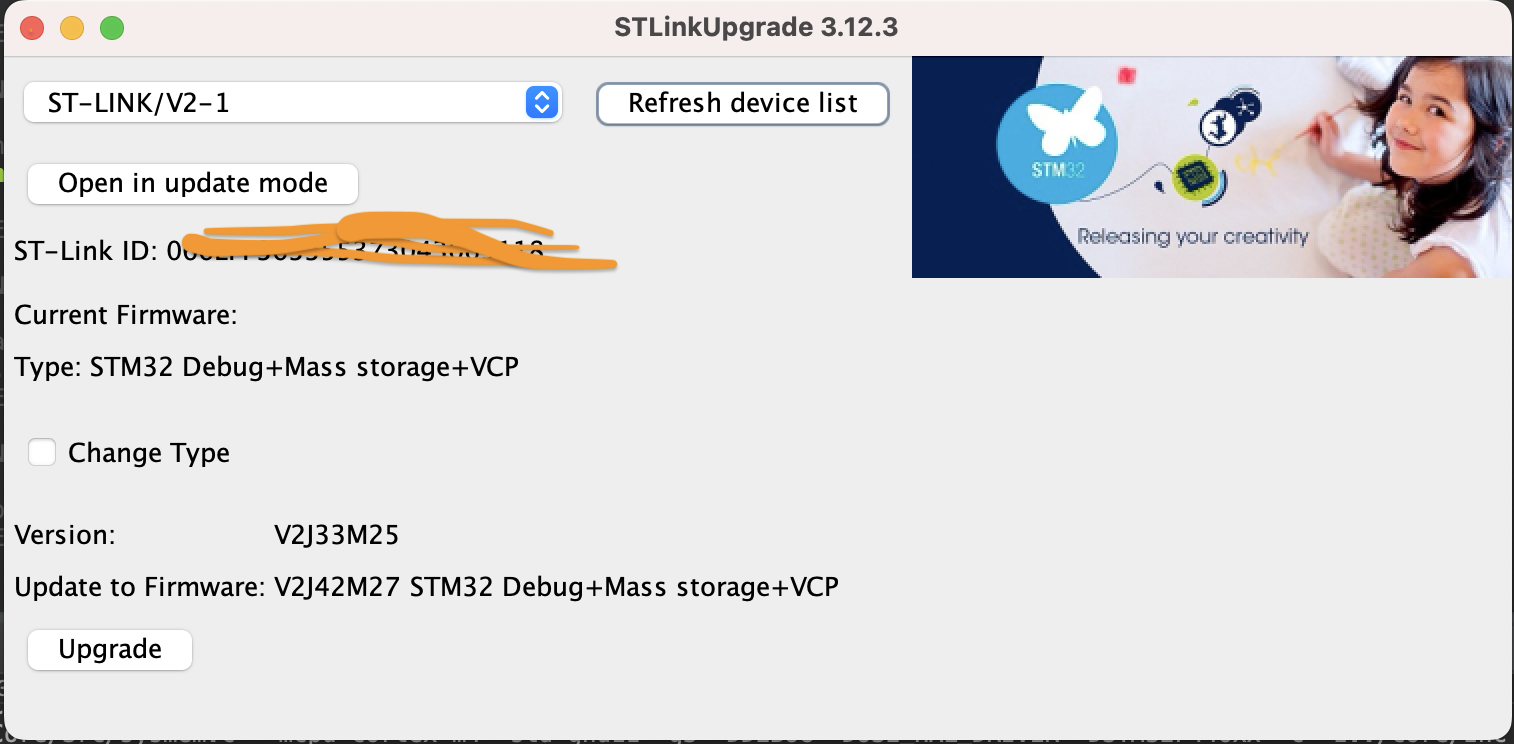 STLinkUpgrade 3.12.3
ST-LINK/V2-1
Refresh device list
Open in update mode
STM32
Releasing your creativity
ST-Link ID:
Current Firmware:
Type: STM32 Debug+Mass storage+VCP
Change Type
Version: V2J33M25
Update to Firmware: V2J42M27 STM32 Debug+Mass storage+VCP
Upgrade